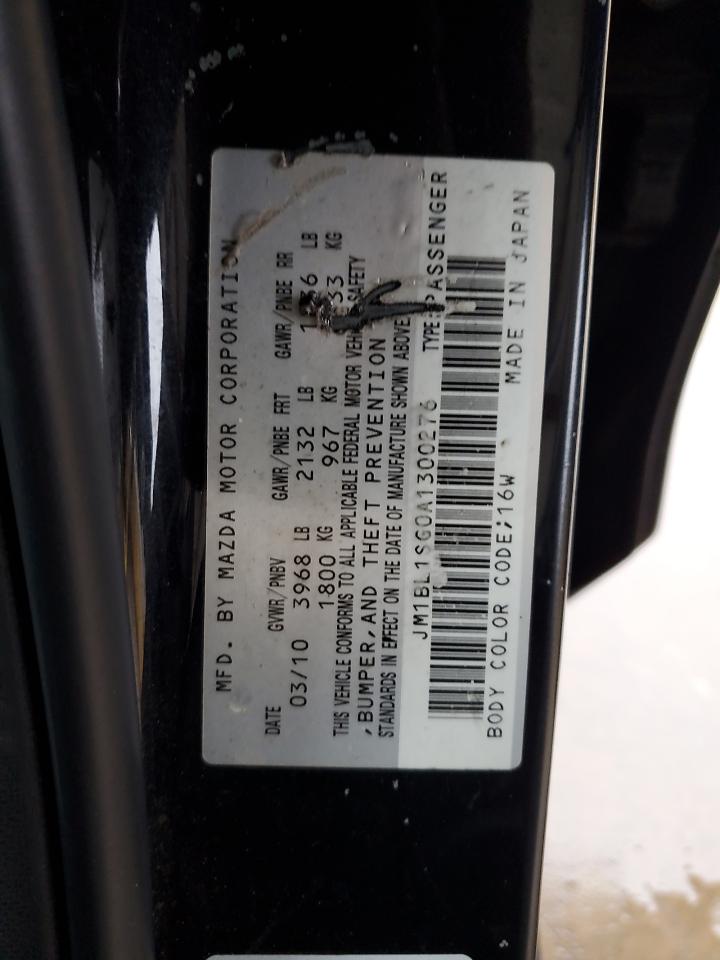 MFD. BY MAZDA MOTOR CORPORATION
DATE GVWR/PNBV GAWR/PNBE FRT GAWR/PNBE RR
03/10 3968 LB 2132 LB LB
1800 KG 967 KG KG
THIS VEHICLE CONFORMS TO ALL APPLICABLE FEDERAL MOTOR SAFETY
,BUMPER,AND THEFT PREVENTION
STANDARDS IN EFFECT ON THE DATE OF MANUFACTURE SHOWN ABOVE
JM1BL1SG0A1300276 TYPE:PASSENGER
BODY COLOR CODE;16W MADE IN JAPAN